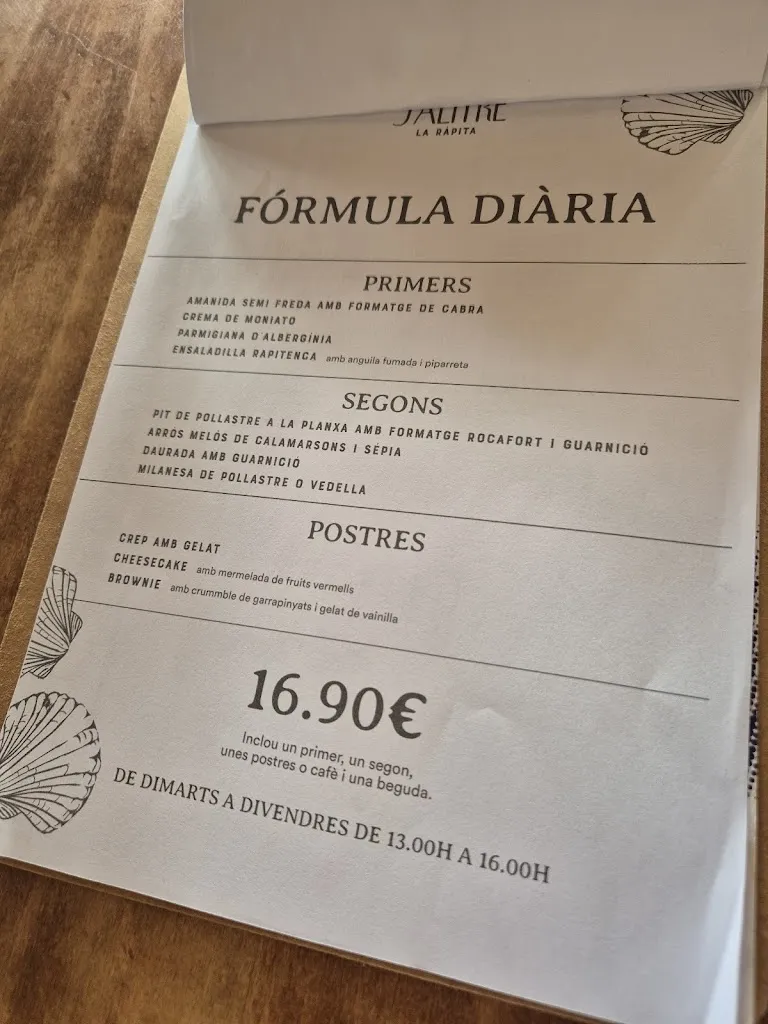 LA RÀPITA
FÓRMULA DIÀRIA
PRIMERS
AMANIDA SEMI FREDA AMB FORMATGE DE CABRA
CREMA DE MONIATO
PARMIGIANA D'ALBERGÍNIA
ENSALADILLA RAPITENCA amb anguila fumada i piparreta
SEGONS
PIT DE POLLASTRE A LA PLANXA AMB FORMATGE ROCAFORT I GUARNICIÓ
ARRÒS MELÓS DE CALAMARSONS I SÉPIA
DAURADA AMB GUARNICIÓ
MILANESA DE POLLASTRE O VEDELLA
POSTRES
CREP AMB GELAT
CHEESECAKE amb mermelada de fruits vermells
BROWNIE amb crummble de garrapinyats i gelat de vainilla
16.90€
Inclou un primer, un segon,
unes postres o cafè i una beguda.
DE DIMARTS A DIVENDRES DE 13.00H A 16.00H